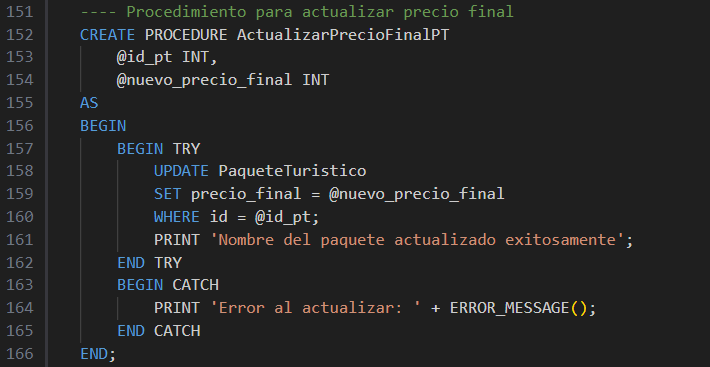 151 ---- Procedimiento para actualizar precio final
152 CREATE PROCEDURE ActualizarPrecioFinalPT
153 @id_pt INT,
154 @nuevo_precio_final INT
155 AS
156 BEGIN
157 BEGIN TRY
158 UPDATE PaqueteTuristico
159 SET precio_final = @nuevo_precio_final
160 WHERE id = @id_pt;
161 PRINT 'Nombre del paquete actualizado exitosamente';
162 END TRY
163 BEGIN CATCH
164 PRINT 'Error al actualizar: ' + ERROR_MESSAGE();
165 END CATCH
166 END;